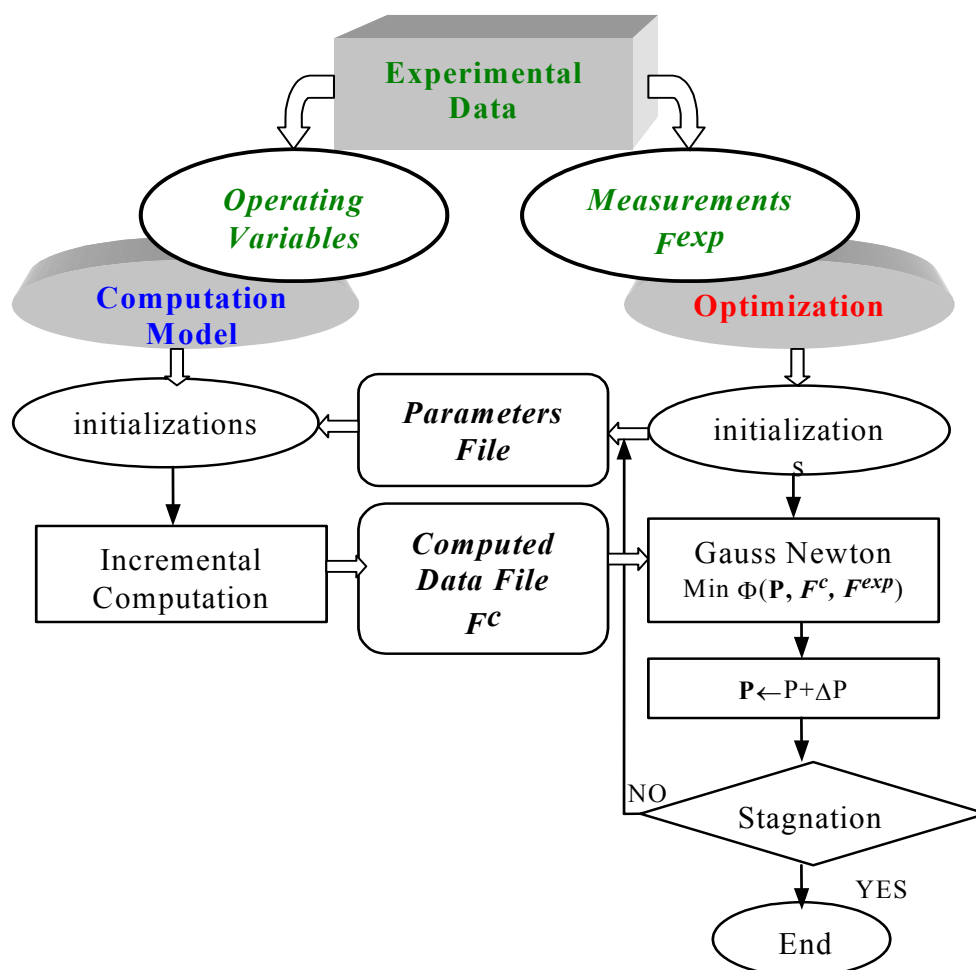 Experimental
Data
Operating
Variables
Measurements
Fexp
Computation
Model
Optimization
initializations
Parameters
File
initialization
s
Incremental
Computation
Computed
Data File
Fc
Gauss Newton
Min Φ(P, Fc, Fexp)
P←P+ΔP
NO
Stagnation
YES
End